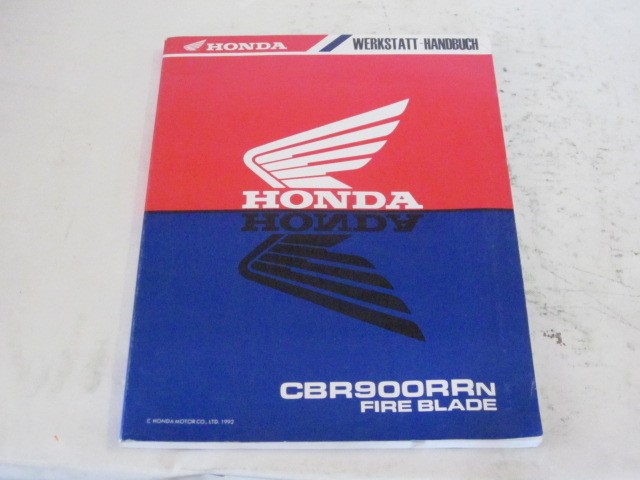 HONDA
WERKSTATT-HANDBUCH
HONDA
HONDA
CBR900RRN
FIRE BLADE
© HONDA MOTOR CO., LTD. 1992